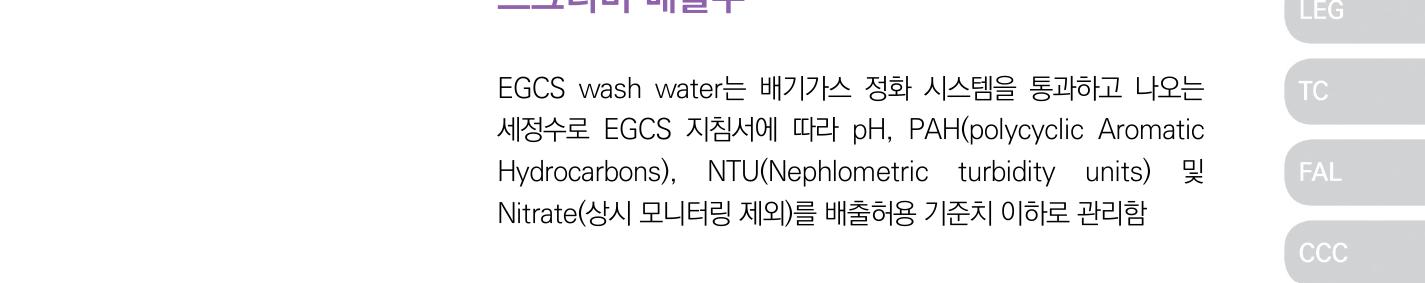 EGCS wash water는 배기가스 정화 시스템을 통과하고 나오는
세정수로 EGCS 지침서에 따라 pH, PAH(polycyclic Aromatic
Hydrocarbons), NTU(Nephlometric turbidity units) 및
Nitrate(상시 모니터링 제외)를 배출허용 기준치 이하로 관리함
LEG
TC
FAL
CCC